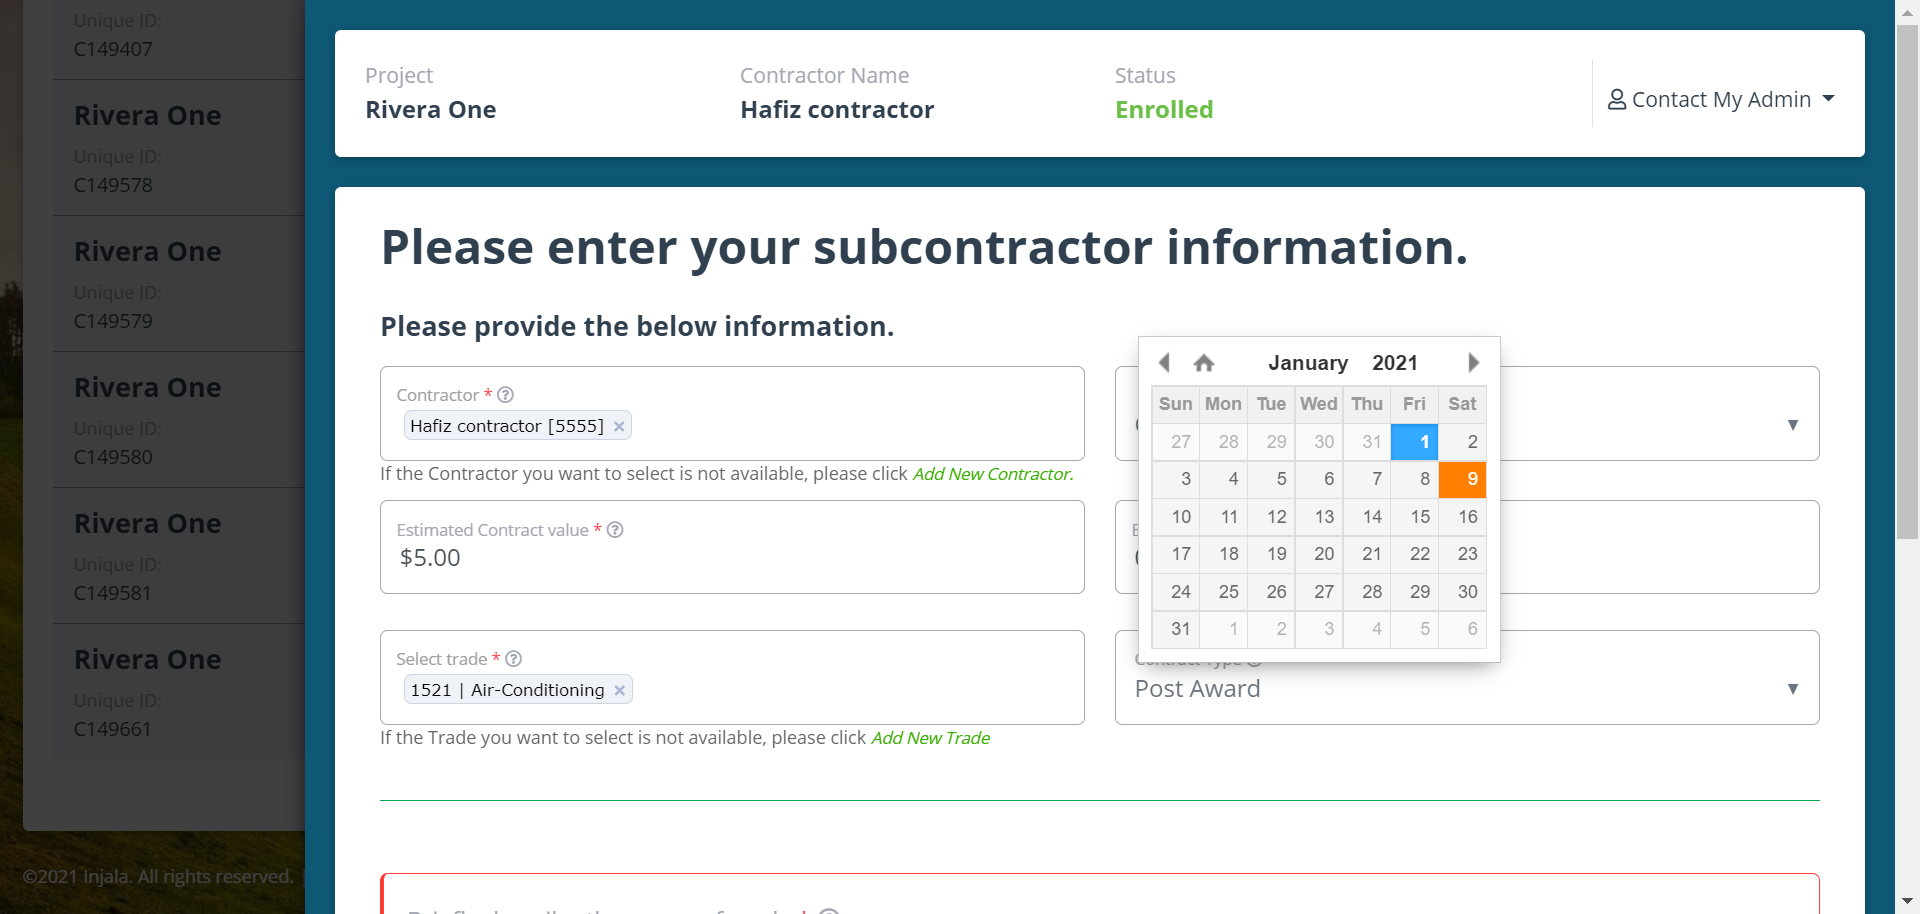 Unique ID:
C149407
Rivera One
Unique ID:
C149578
Rivera One
Unique ID:
C149579
Rivera One
Unique ID:
C149580
Rivera One
Unique ID:
C149581
Rivera One
Unique ID:
C149661
©2021 Injala. All rights reserved.
Project
Rivera One
Contractor Name
Hafiz contractor
Status
Enrolled
Contact My Admin
Please enter your subcontractor information.
Please provide the below information.
Contractor *
Hafiz contractor [5555] ×
If the Contractor you want to select is not available, please click Add New Contractor.
Estimated Contract value *
$5.00
Select trade *
1521 | Air-Conditioning ×
If the Trade you want to select is not available, please click Add New Trade
January 2021
Sun Mon Tue Wed Thu Fri Sat
27 28 29 30 31 1 2
3 4 5 6 7 8 9
10 11 12 13 14 15 16
17 18 19 20 21 22 23
24 25 26 27 28 29 30
31 1 2 3 4 5 6
Contract Type
Post Award